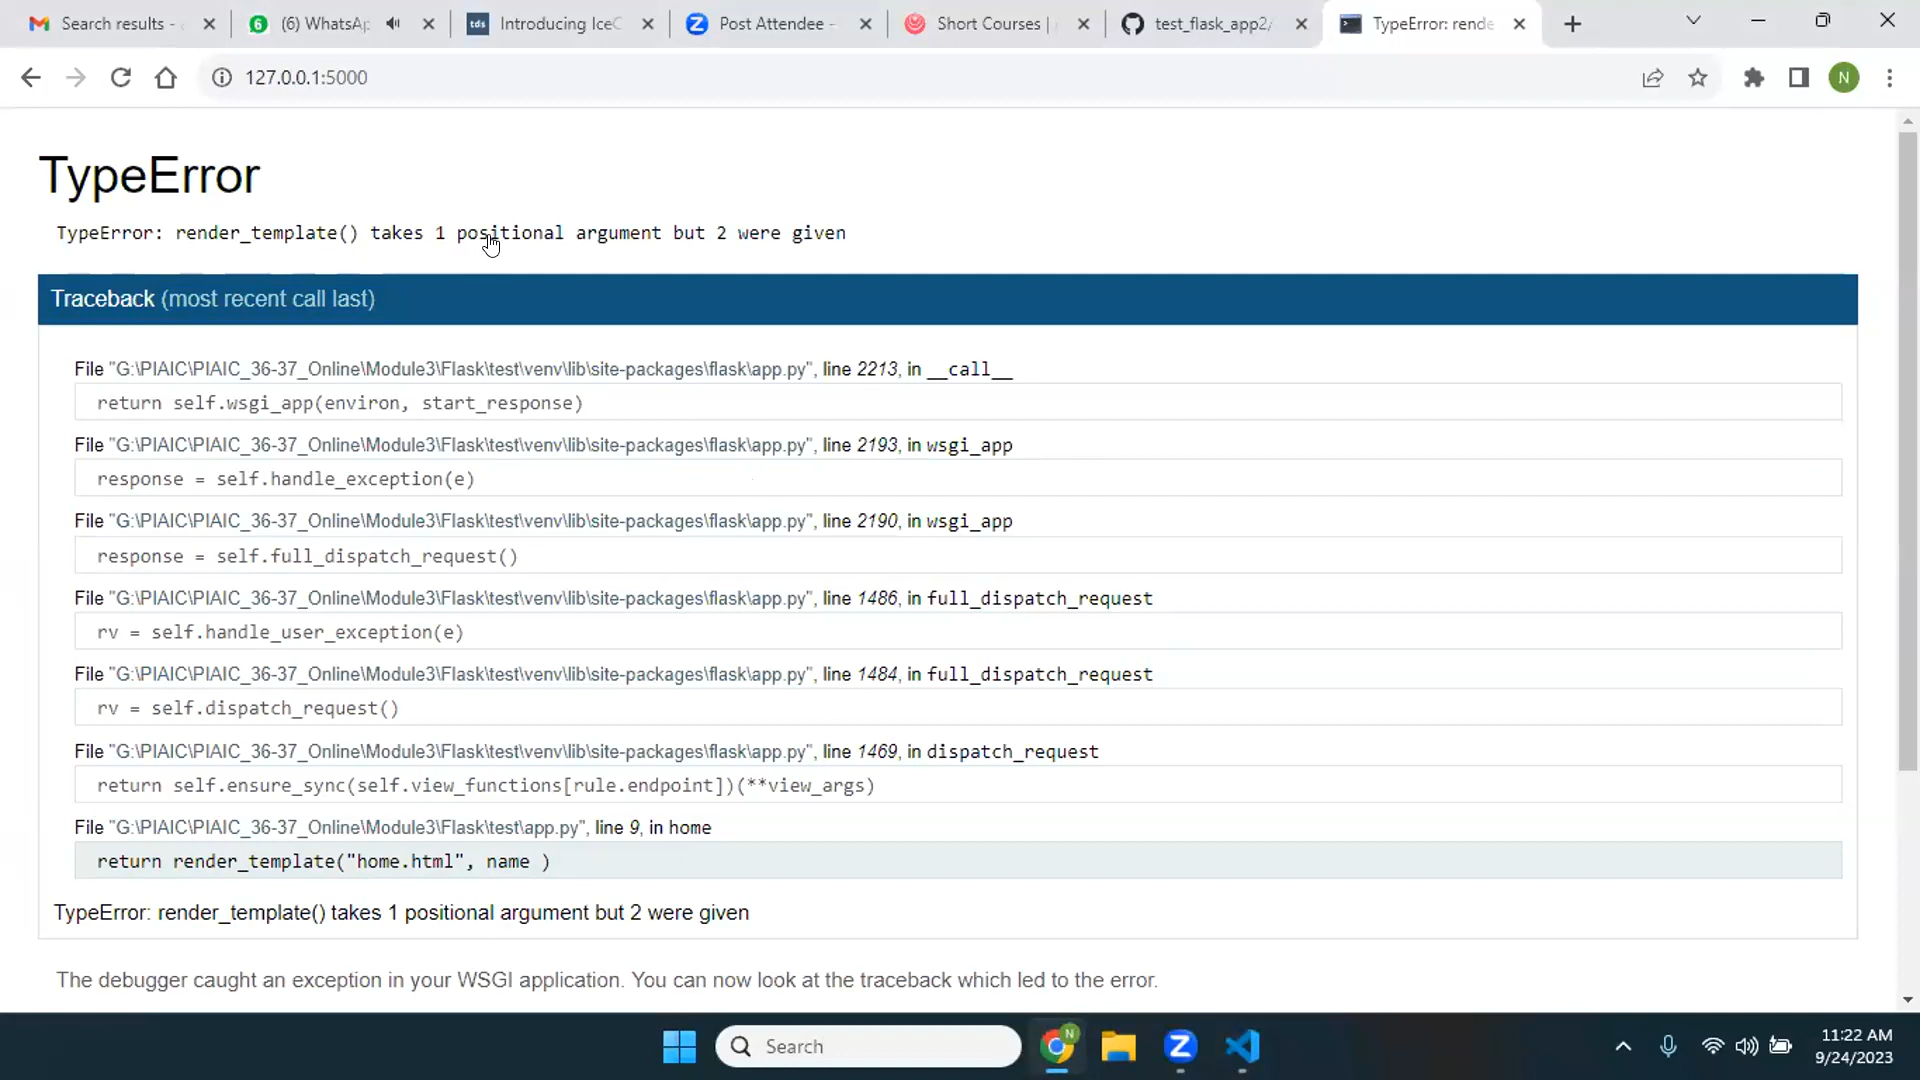 Search results -
(6) WhatsAp
tds Introducing Ice
Post Attendee -
Short Courses |
test_flask_app2/
TypeError: rende
127.0.0.1:5000
N
TypeError
TypeError: render_template() takes 1 positional argument but 2 were given
Traceback (most recent call last)
File "G:\PIAIC\PIAIC_36-37_Online\Module3\Flask\test\venv\lib\site-packages\flask\app.py", line 2213, in __call__
return self.wsgi_app(environ, start_response)
File "G:\PIAIC\PIAIC_36-37_Online\Module3\Flask\test\venv\lib\site-packages\flask\app.py", line 2193, in wsgi_app
response = self.handle_exception(e)
File "G:\PIAIC\PIAIC_36-37_Online\Module3\Flask\test\venv\lib\site-packages\flask\app.py", line 2190, in wsgi_app
response = self.full_dispatch_request()
File "G:\PIAIC\PIAIC_36-37_Online\Module3\Flask\test\venv\lib\site-packages\flask\app.py", line 1486, in full_dispatch_request
rv = self.handle_user_exception(e)
File "G:\PIAIC\PIAIC_36-37_Online\Module3\Flask\test\venv\lib\site-packages\flask\app.py", line 1484, in full_dispatch_request
rv = self.dispatch_request()
File "G:\PIAIC\PIAIC_36-37_Online\Module3\Flask\test\venv\lib\site-packages\flask\app.py", line 1469, in dispatch_request
return self.ensure_sync(self.view_functions[rule.endpoint])(**view_args)
File "G:\PIAIC\PIAIC_36-37_Online\Module3\Flask\test\app.py", line 9, in home
return render_template("home.html", name )
TypeError: render_template() takes 1 positional argument but 2 were given
The debugger caught an exception in your WSGI application. You can now look at the traceback which led to the error.
Search
N
11:22 AM
9/24/2023